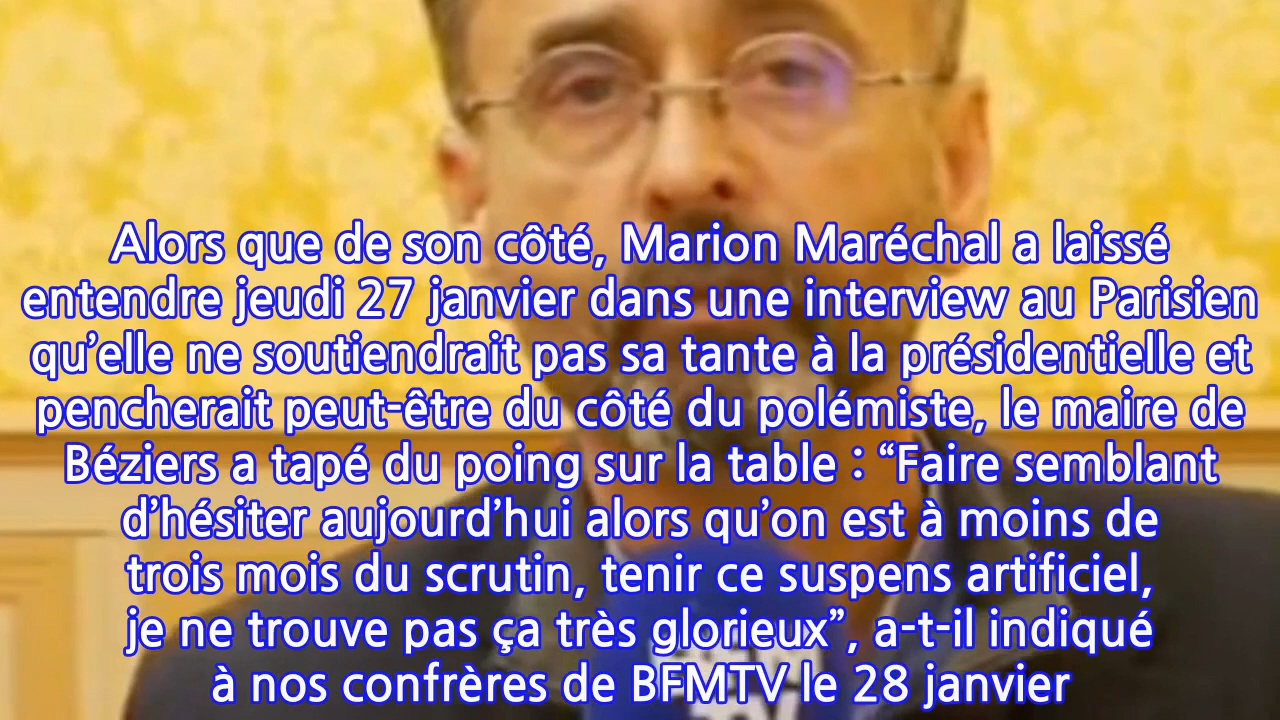 Alors que de son côté, Marion Maréchal a laissé
entendre jeudi 27 janvier dans une interview au Parisien
qu’elle ne soutiendrait pas sa tante à la présidentielle et
pencherait peut-être du côté du polémiste, le maire de
Béziers a tapé du poing sur la table : “Faire semblant
d’hésiter aujourd’hui alors qu’on est à moins de
trois mois du scrutin, tenir ce suspens artificiel,
je ne trouve pas ça très glorieux”, a-t-il indiqué
à nos confrères de BFMTV le 28 janvier